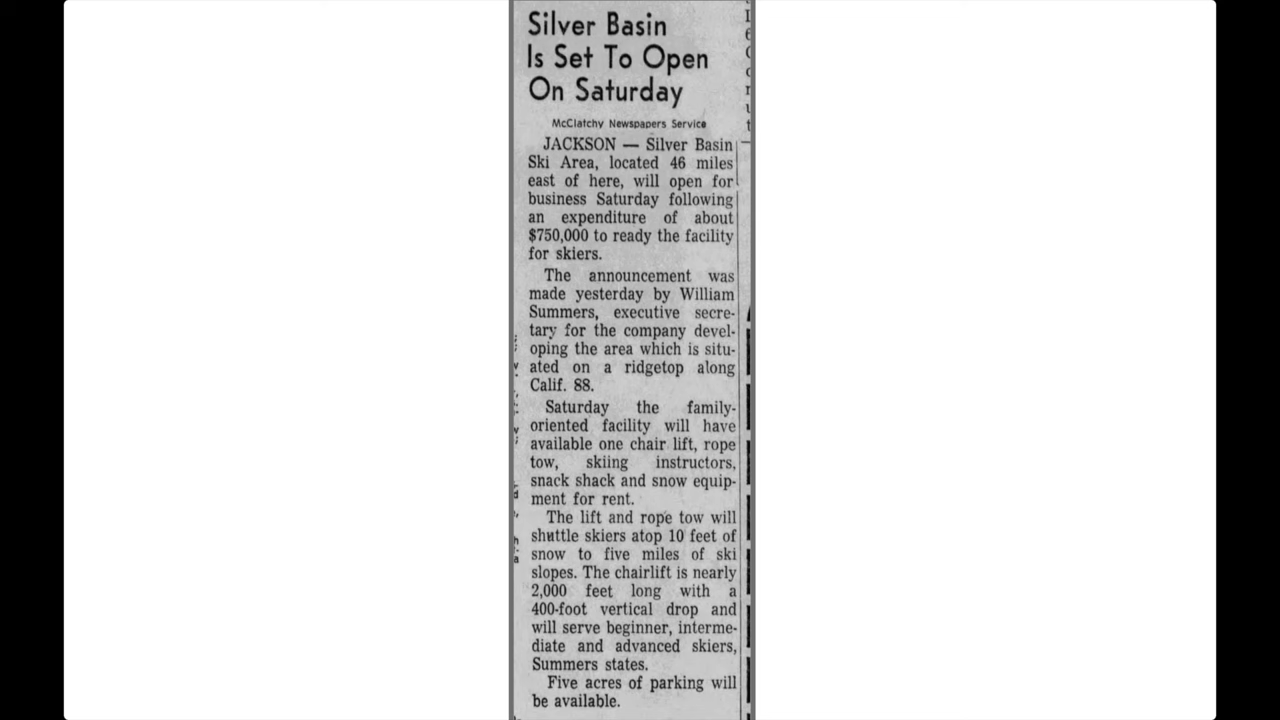 Silver Basin
Is Set To Open
On Saturday
McClatchy Newspapers Service
JACKSON — Silver Basin
Ski Area, located 46 miles
east of here, will open for
business Saturday following
an expenditure of about
$750,000 to ready the facility
for skiers.
The announcement was
made yesterday by William
Summers, executive secre-
tary for the company devel-
oping the area which is situ-
ated on a ridgetop along
Calif. 88.
Saturday the family-
oriented facility will have
available one chair lift, rope
tow, skiing instructors,
snack shack and snow equip-
ment for rent.
The lift and rope tow will
shuttle skiers atop 10 feet of
snow to five miles of ski
slopes. The chairlift is nearly
2,000 feet long with a
400-foot vertical drop and
will serve beginner, interme-
diate and advanced skiers,
Summers states.
Five acres of parking will
be available.